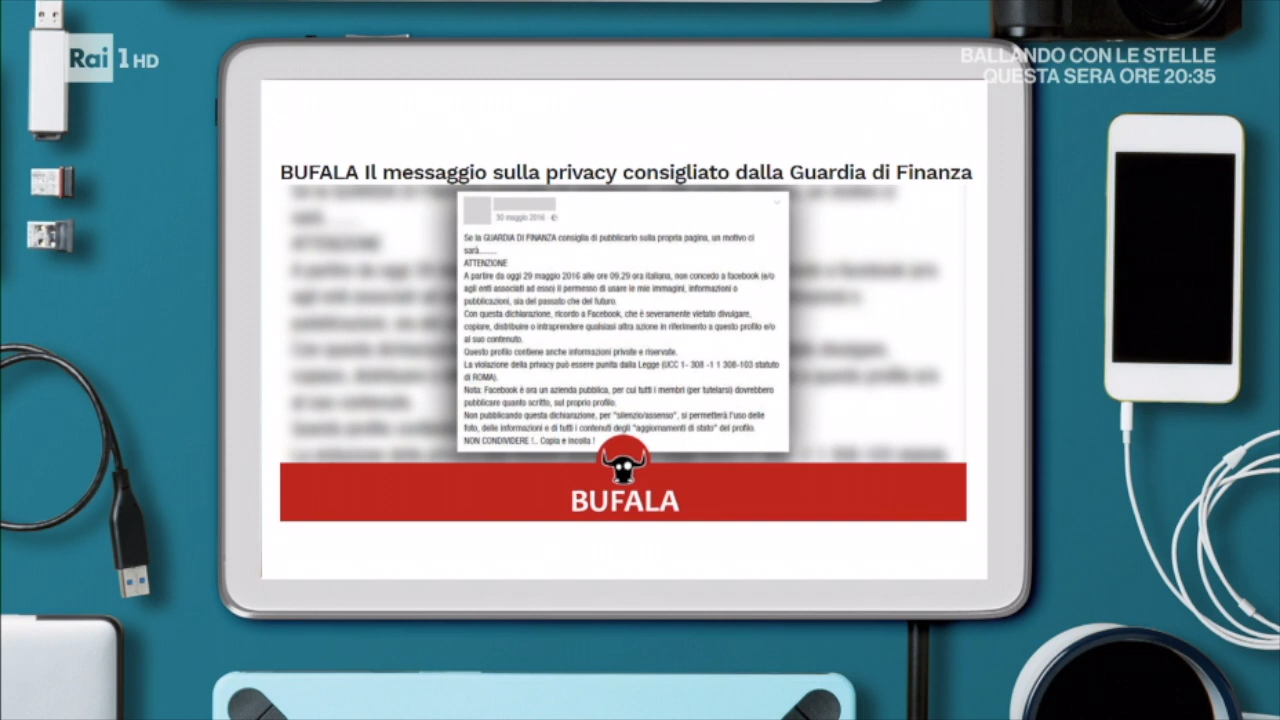 Rai 1 HD
BALLANDO CON LE STELLE
QUESTA SERA ORE 20:35
BUFALA Il messaggio sulla privacy consigliato dalla Guardia di Finanza
30 maggio 2016
Se la GUARDIA DI FINANZA consiglia di pubblicarlo sulla propria pagina, un motivo ci
sarà........
ATTENZIONE
A partire da oggi 29 maggio 2016 alle ore 09.29 ora italiana, non concedo a facebook (e/o
agli enti associati ad esso) il permesso di usare le mie immagini, informazioni o
pubblicazioni, sia del passato che del futuro.
Con questa dichiarazione, ricordo a Facebook, che è severamente vietato divulgare,
copiare, distribuire o intraprendere qualsiasi altra azione in riferimento a questo profilo e/o
al suo contenuto.
Questo profilo contiene anche informazioni private e riservate.
La violazione della privacy può essere punita dalla Legge (UCC 1- 308 -1 1 308-103 statuto
di ROMA).
Nota: Facebook è ora un azienda pubblica, per cui tutti i membri (per tutelarsi) dovrebbero
pubblicare quanto scritto, sul proprio profilo.
Non pubblicando questa dichiarazione, per "silenzio/assenso", si permetterà l'uso delle
foto, delle informazioni e di tutti i contenuti degli "aggiornamenti di stato" del profilo.
NON CONDIVIDERE !.. Copia e incolla !
BUFALA